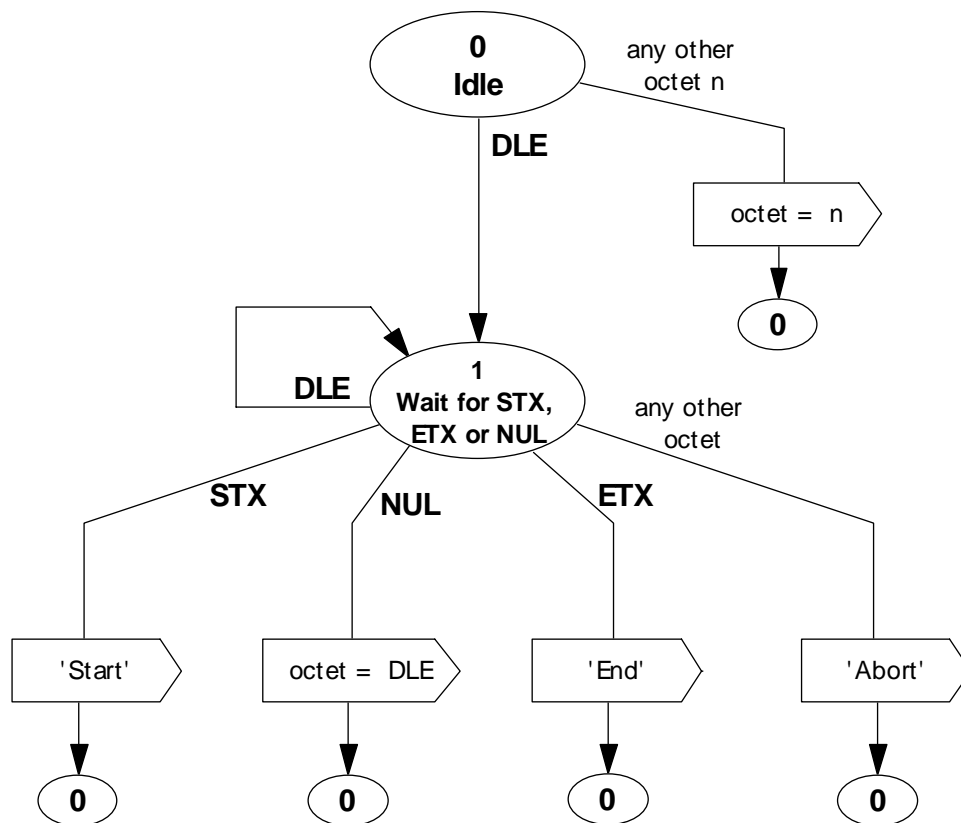 0
Idle
any other
octet n
DLE
octet = n
0
1
Wait for STX,
ETX or NUL
DLE
any other
octet
STX
NUL
ETX
'Start'
octet = DLE
'End'
'Abort'
0
0
0
0